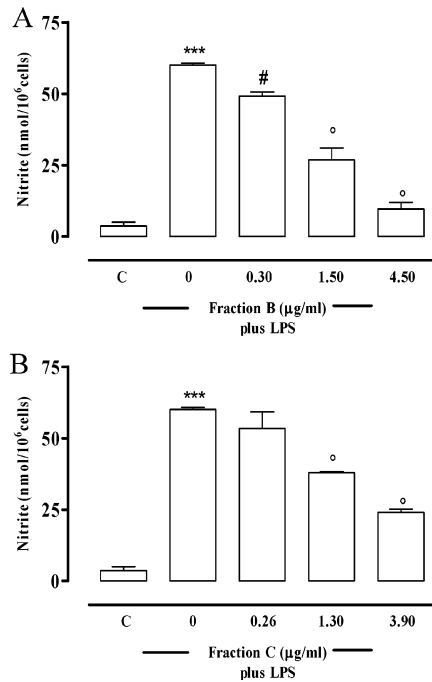 A
Nitrite (nmol/10⁶cells)
75
50
25
0
***
#
°
°
C 0 0.30 1.50 4.50
Fraction B (µg/ml)
plus LPS
B
Nitrite (nmol/10⁶cells)
75
50
25
0
***
°
°
C 0 0.26 1.30 3.90
Fraction C (µg/ml)
plus LPS